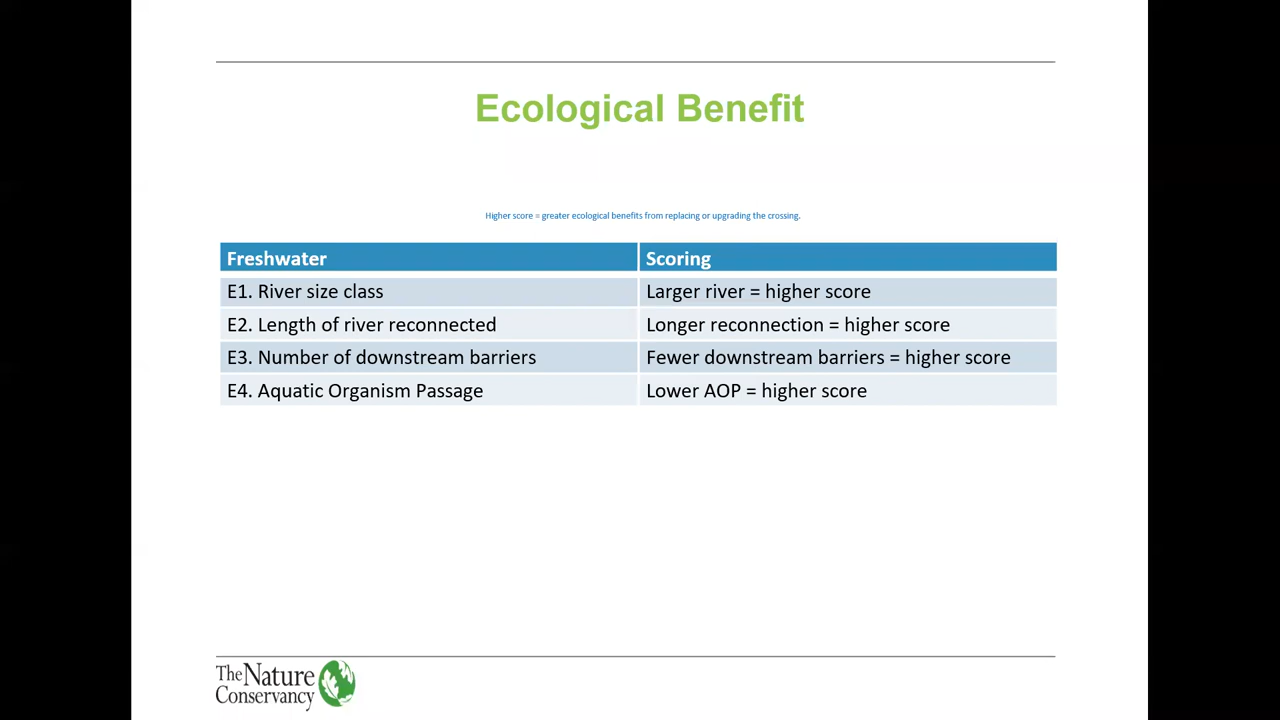 Ecological Benefit
Higher score = greater ecological benefits from replacing or upgrading the crossing.
Freshwater Scoring
E1. River size class Larger river = higher score
E2. Length of river reconnected Longer reconnection = higher score
E3. Number of downstream barriers Fewer downstream barriers = higher score
E4. Aquatic Organism Passage Lower AOP = higher score
The Nature
Conservancy